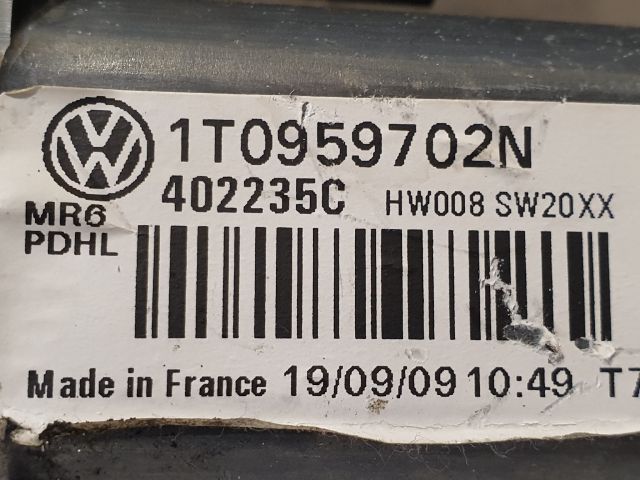 1T0959702N
402235C HW008 SW20XX
MR6
PDHL
Made in France 19/09/09 10:49 T7